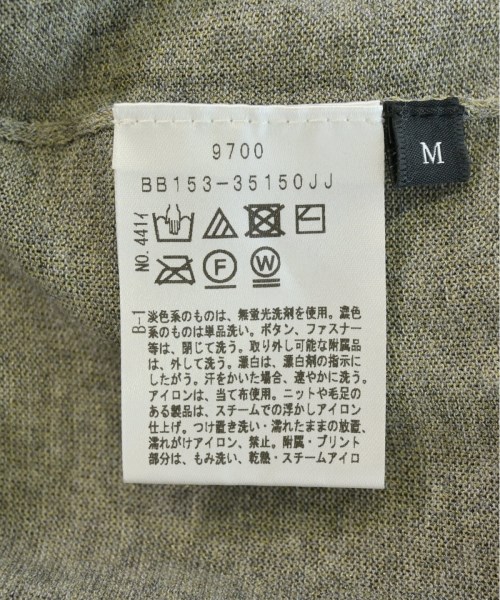 9700
BB153-35150JJ
M
NO.441イ
F
W
B-1
淡色系のものは、無蛍光洗剤を使用。濃色
系のものは単品洗い。ボタン、ファスナー
等は、閉じて洗う。取り外し可能な附属品
は、外して洗う。漂白は、漂白剤の指示に
したがう。汗をかいた場合、速やかに洗う。
アイロンは、当て布使用。ニットや毛足の
ある製品は、スチームでの浮かしアイロン
仕上げ。つけ置き洗い・濡れたままの放置、
濡れがけアイロン、禁止。附属・プリント
部分は、もみ洗い、乾熱・スチームアイロ